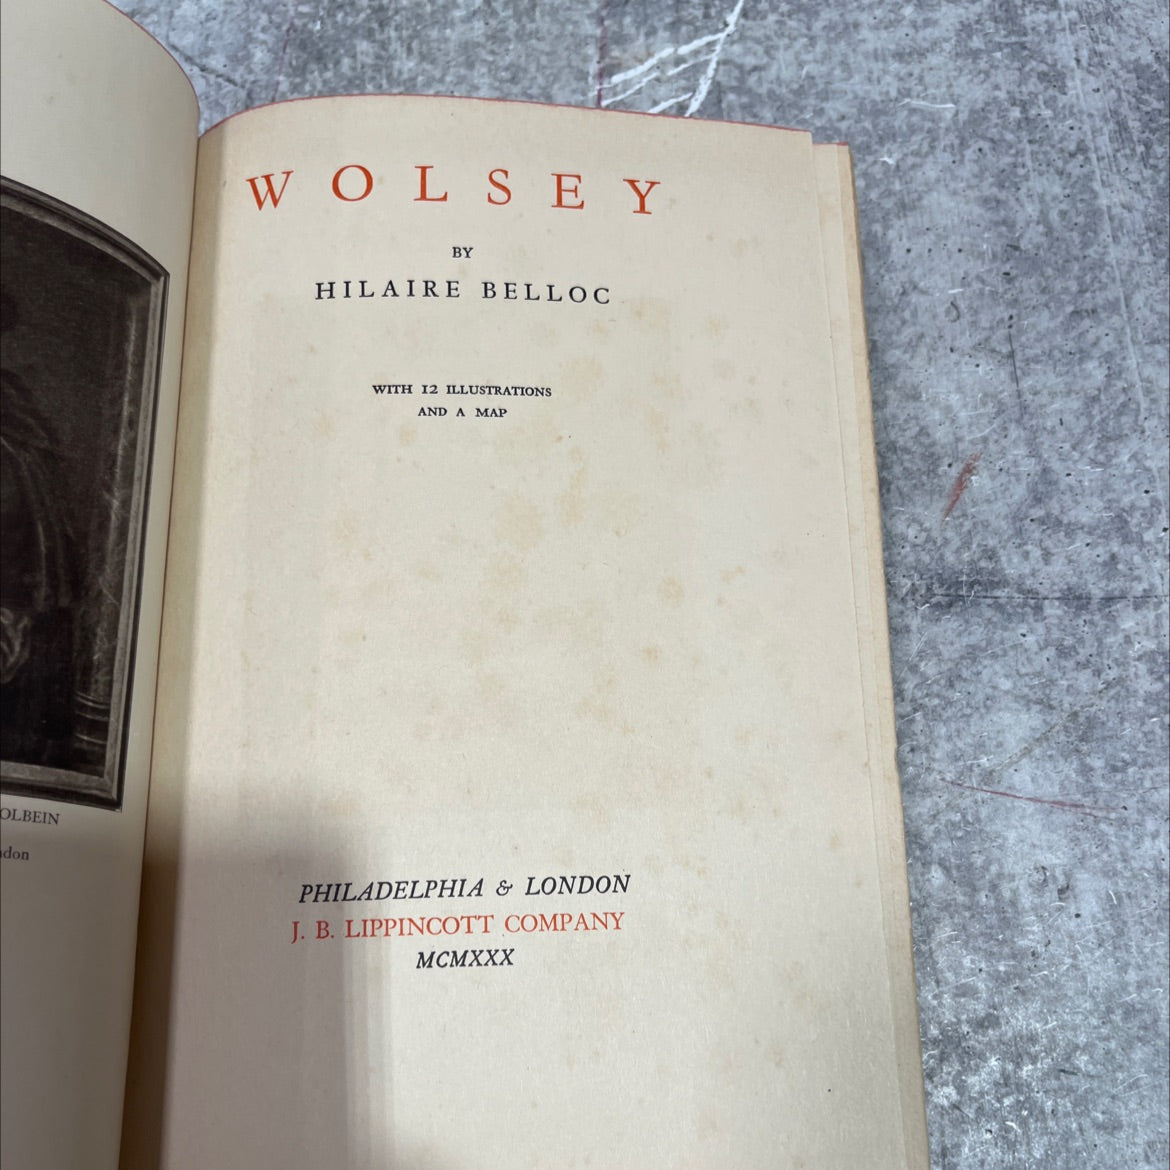 OLBEIN
ndon
WOLSEY
BY
HILAIRE BELLOC
WITH 12 ILLUSTRATIONS
AND A MAP
PHILADELPHIA & LONDON
J. B. LIPPINCOTT COMPANY
MCMXXX